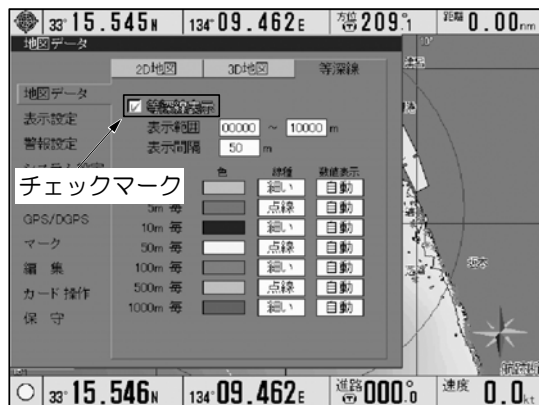 33° 15.545N 134° 09.462E 方位 209.°1 距離 0.00nm
地図データ
2D地図 3D地図 等深線
地図データ
等深線表示
表示設定
表示範囲 00000 ~ 10000 m
警報設定
表示間隔 50 m
チェックマーク
色 線種 数値表示
細い 自動
5m 毎 点線 自動
GPS/DGPS
10m 毎 細い 自動
マーク
50m 毎 点線 自動
編 集
100m 毎 細い 自動
カード操作
500m 毎 点線 自動
1000m 毎 細い 自動
保 守
33° 15.546N 134° 09.462E 進路 000.° 速度 0.0kt